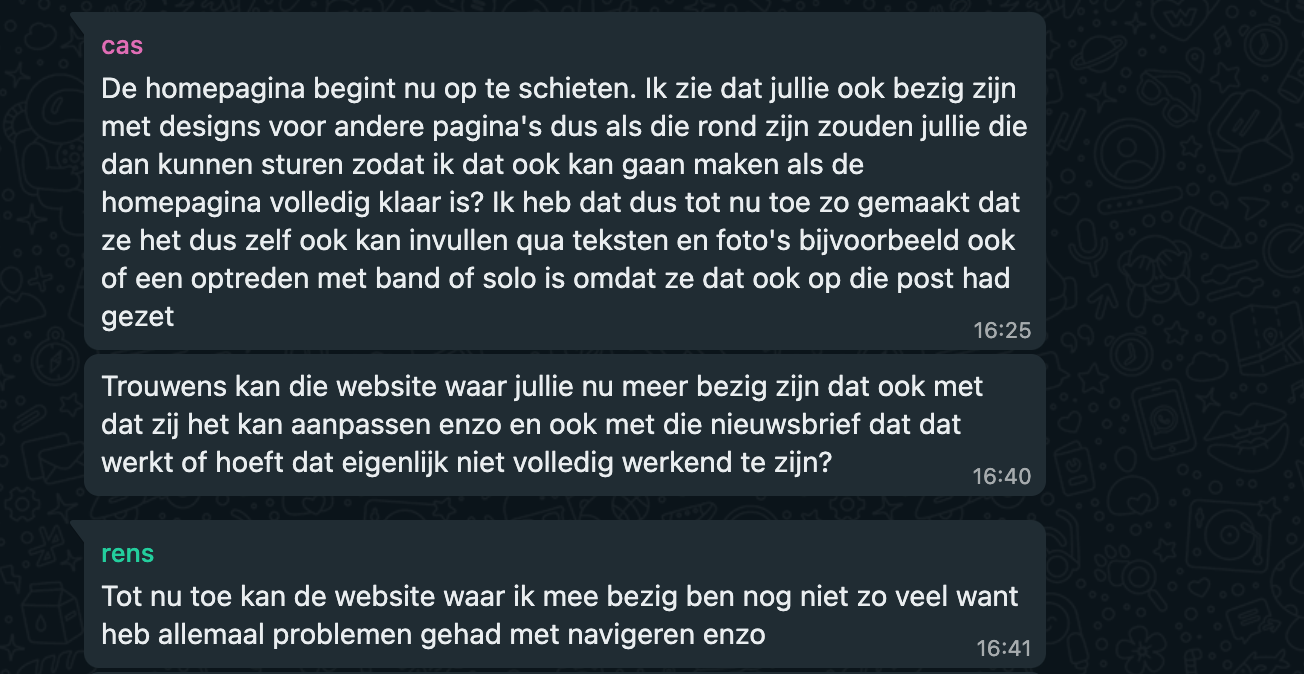 cas
De homepagina begint nu op te schieten. Ik zie dat jullie ook bezig zijn
met designs voor andere pagina's dus als die rond zijn zouden jullie die
dan kunnen sturen zodat ik dat ook kan gaan maken als de
homepagina volledig klaar is? Ik heb dat dus tot nu toe zo gemaakt dat
ze het dus zelf ook kan invullen qua teksten en foto's bijvoorbeeld ook
of een optreden met band of solo is omdat ze dat ook op die post had
gezet
16:25
Trouwens kan die website waar jullie nu meer bezig zijn dat ook met
dat zij het kan aanpassen enzo en ook met die nieuwsbrief dat dat
werkt of hoeft dat eigenlijk niet volledig werkend te zijn?
16:40
rens
Tot nu toe kan de website waar ik mee bezig ben nog niet zo veel want
heb allemaal problemen gehad met navigeren enzo
16:41